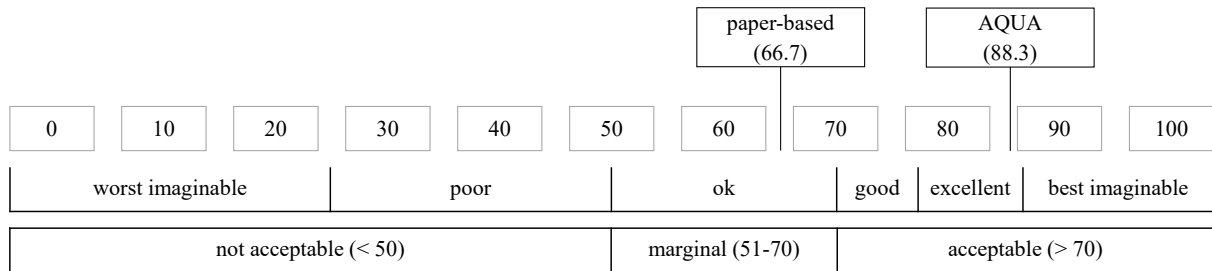 paper-based
(66.7)
AQUA
(88.3)
0 10 20 30 40 50 60 70 80 90 100
worst imaginable poor ok good excellent best imaginable
not acceptable (< 50) marginal (51-70) acceptable (> 70)